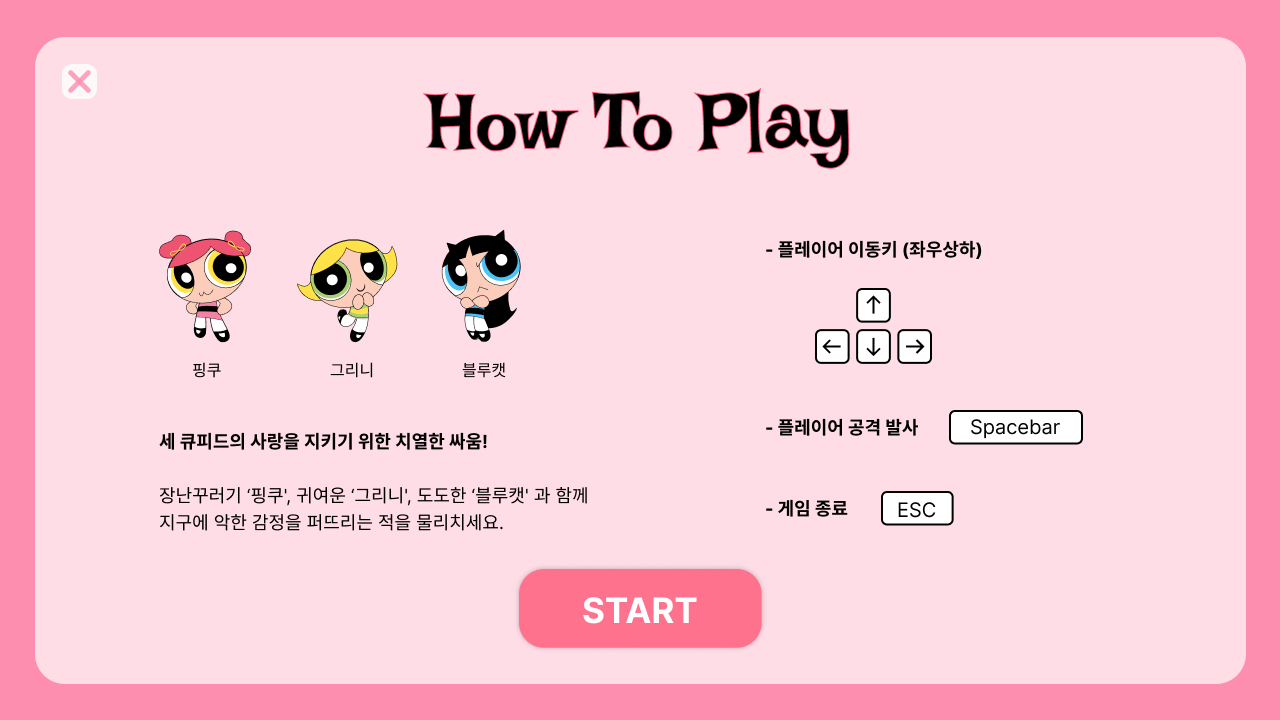 How To Play
핑쿠
그리니
블루캣
세 큐피드의 사랑을 지키기 위한 치열한 싸움!
장난꾸러기 ‘핑쿠', 귀여운 ‘그리니', 도도한 ‘블루캣' 과 함께
지구에 악한 감정을 퍼뜨리는 적을 물리치세요.
- 플레이어 이동키 (좌우상하)
↑
← ↓ →
- 플레이어 공격 발사 Spacebar
- 게임 종료 ESC
START